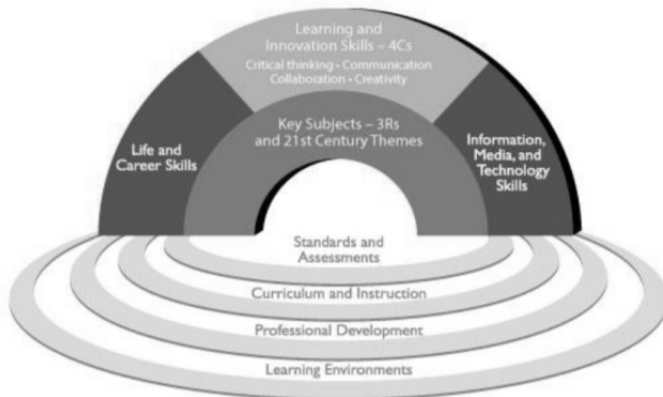 Learning and
Innovation Skills – 4Cs
Critical thinking • Communication
Collaboration • Creativity
Key Subjects – 3Rs
and 21st Century Themes
Life and
Career Skills
Information,
Media, and
Technology
Skills
Standards and
Assessments
Curriculum and Instruction
Professional Development
Learning Environments